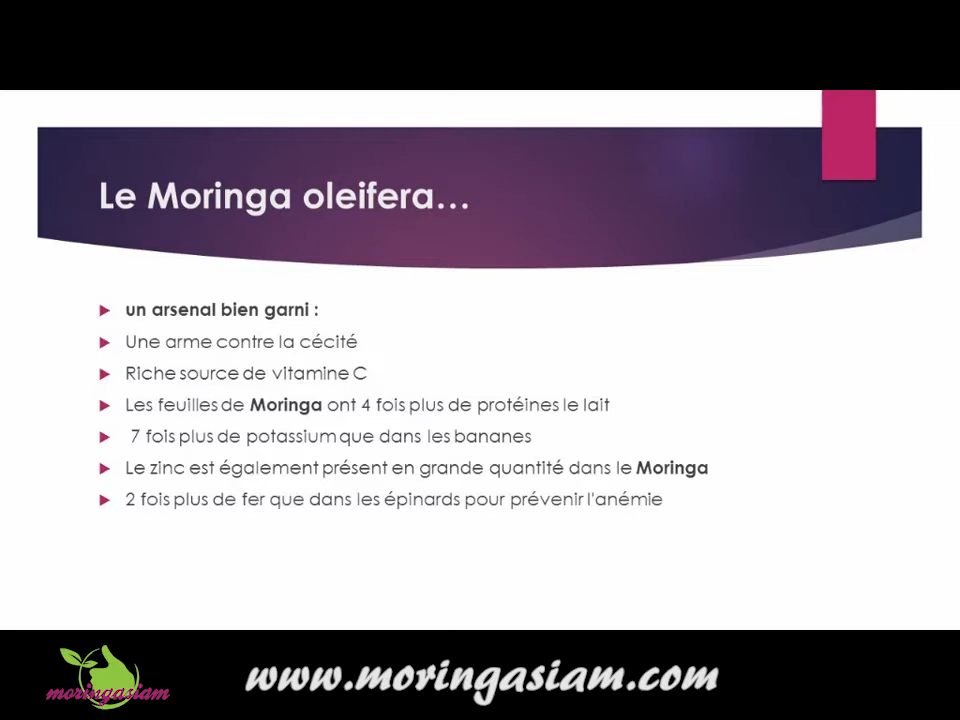 Le Moringa oleifera...
un arsenal bien garni :
Une arme contre la cécité
Riche source de vitamine C
Les feuilles de Moringa ont 4 fois plus de protéines le lait
7 fois plus de potassium que dans les bananes
Le zinc est également présent en grande quantité dans le Moringa
2 fois plus de fer que dans les épinards pour prévenir l'anémie
moringasiam
www.moringasiam.com